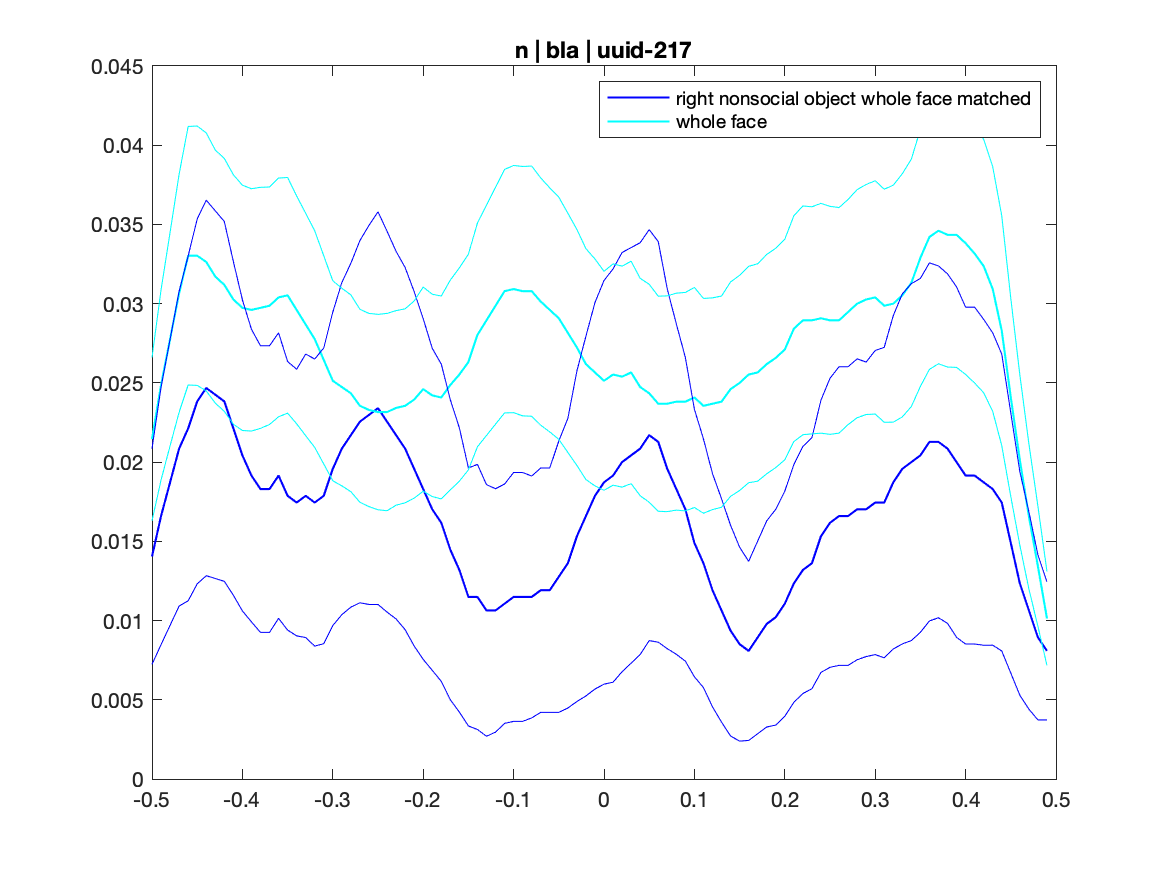 n | bla | uuid-217
0.045
right nonsocial object whole face matched
whole face
0.04
0.035
0.03
0.025
0.02
0.015
0.01
0.005
0
-0.5 -0.4 -0.3 -0.2 -0.1 0 0.1 0.2 0.3 0.4 0.5